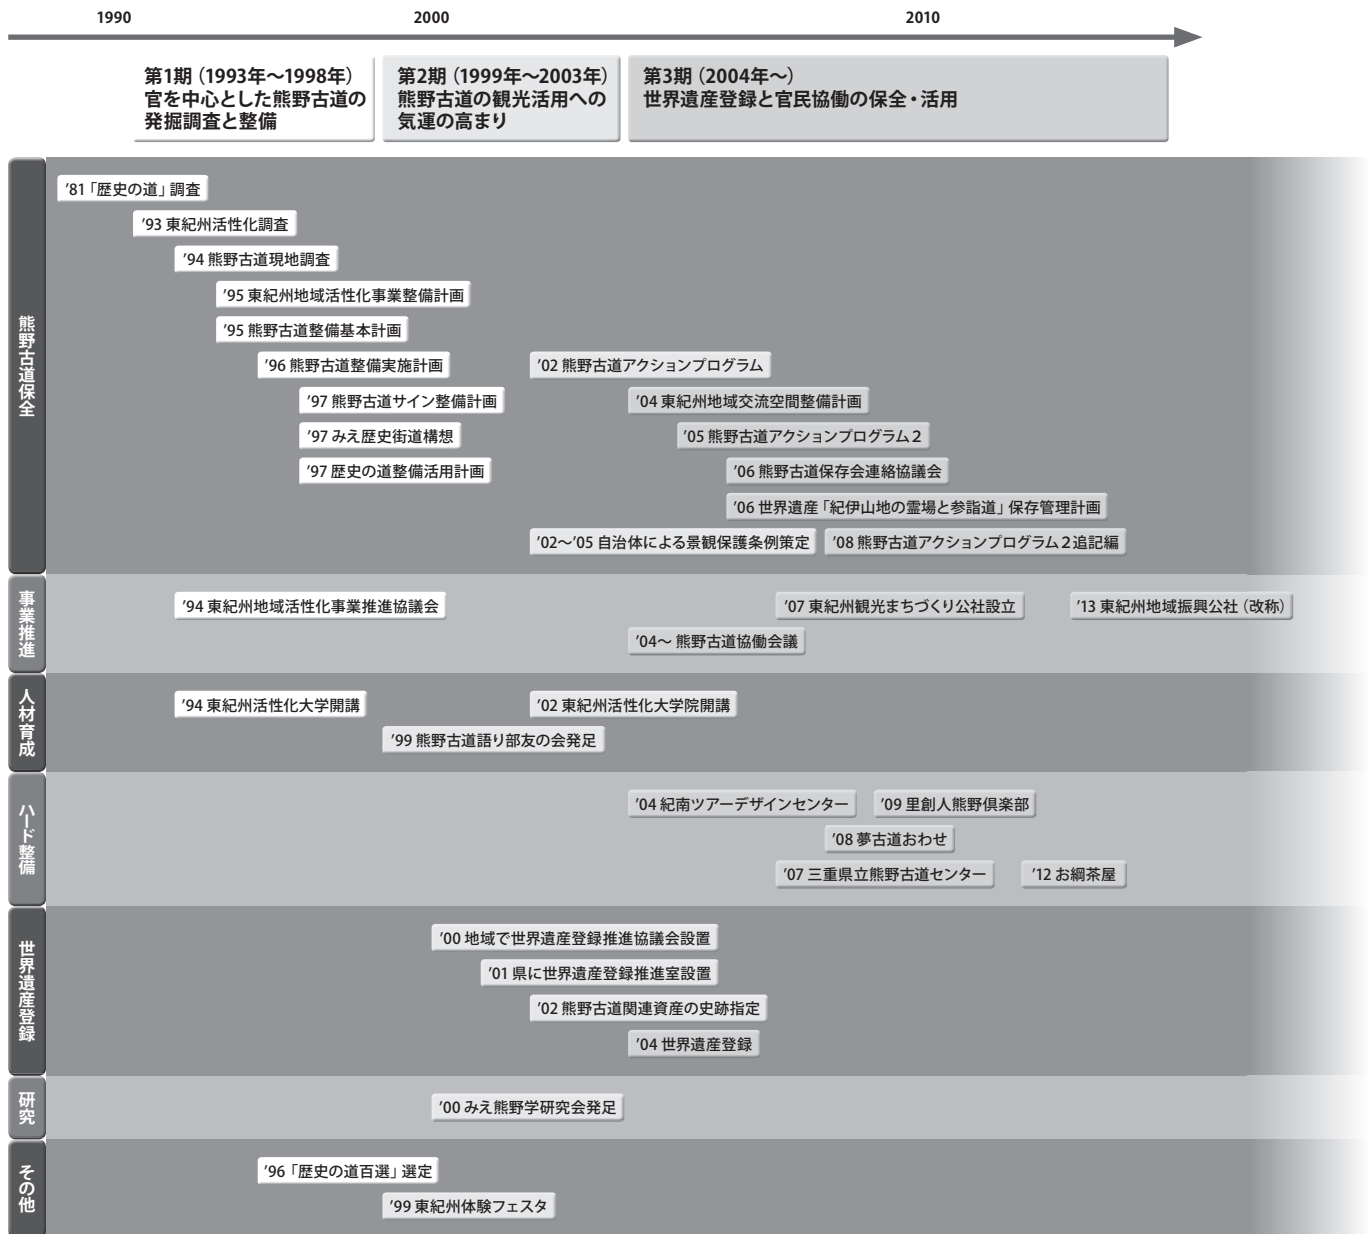 1990 2000 2010
第1期（1993年～1998年）
官を中心とした熊野古道の
発掘調査と整備
第2期（1999年～2003年）
熊野古道の観光活用への
気運の高まり
第3期（2004年～）
世界遺産登録と官民協働の保全・活用
熊野古道保全
’81「歴史の道」調査
’93 東紀州活性化調査
’94 熊野古道現地調査
’95 東紀州地域活性化事業整備計画
’95 熊野古道整備基本計画
’96 熊野古道整備実施計画
’02 熊野古道アクションプログラム
’97 熊野古道サイン整備計画
’04 東紀州地域交流空間整備計画
’97 みえ歴史街道構想
’05 熊野古道アクションプログラム2
’97 歴史の道整備活用計画
’06 熊野古道保存会連絡協議会
’06 世界遺産「紀伊山地の霊場と参詣道」保存管理計画
’02～’05 自治体による景観保護条例策定
’08 熊野古道アクションプログラム2追記編
事業推進
’94 東紀州地域活性化事業推進協議会
’07 東紀州観光まちづくり公社設立
’13 東紀州地域振興公社（改称）
’04～ 熊野古道協働会議
人材育成
’94 東紀州活性化大学開講
’02 東紀州活性化大学院開講
’99 熊野古道語り部友の会発足
ハード整備
’04 紀南ツアーデザインセンター
’09 里創人熊野倶楽部
’08 夢古道おわせ
’07 三重県立熊野古道センター
’12 お綱茶屋
世界遺産登録
’00 地域で世界遺産登録推進協議会設置
’01 県に世界遺産登録推進室設置
’02 熊野古道関連資産の史跡指定
’04 世界遺産登録
研究
’00 みえ熊野学研究会発足
その他
’96「歴史の道百選」選定
’99 東紀州体験フェスタ